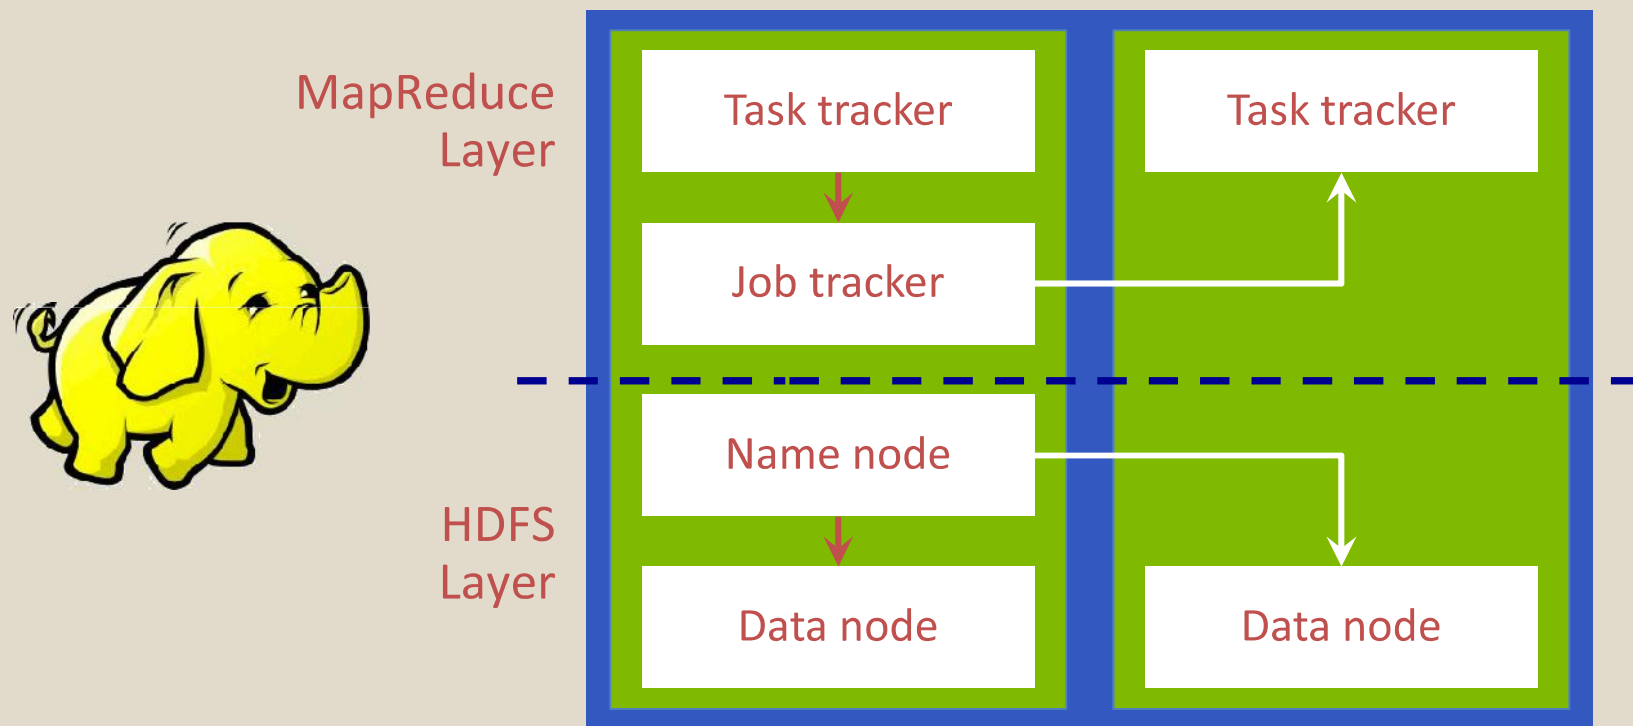 MapReduce
Layer
Task tracker
Task tracker
Job tracker
Name node
HDFS
Layer
Data node
Data node